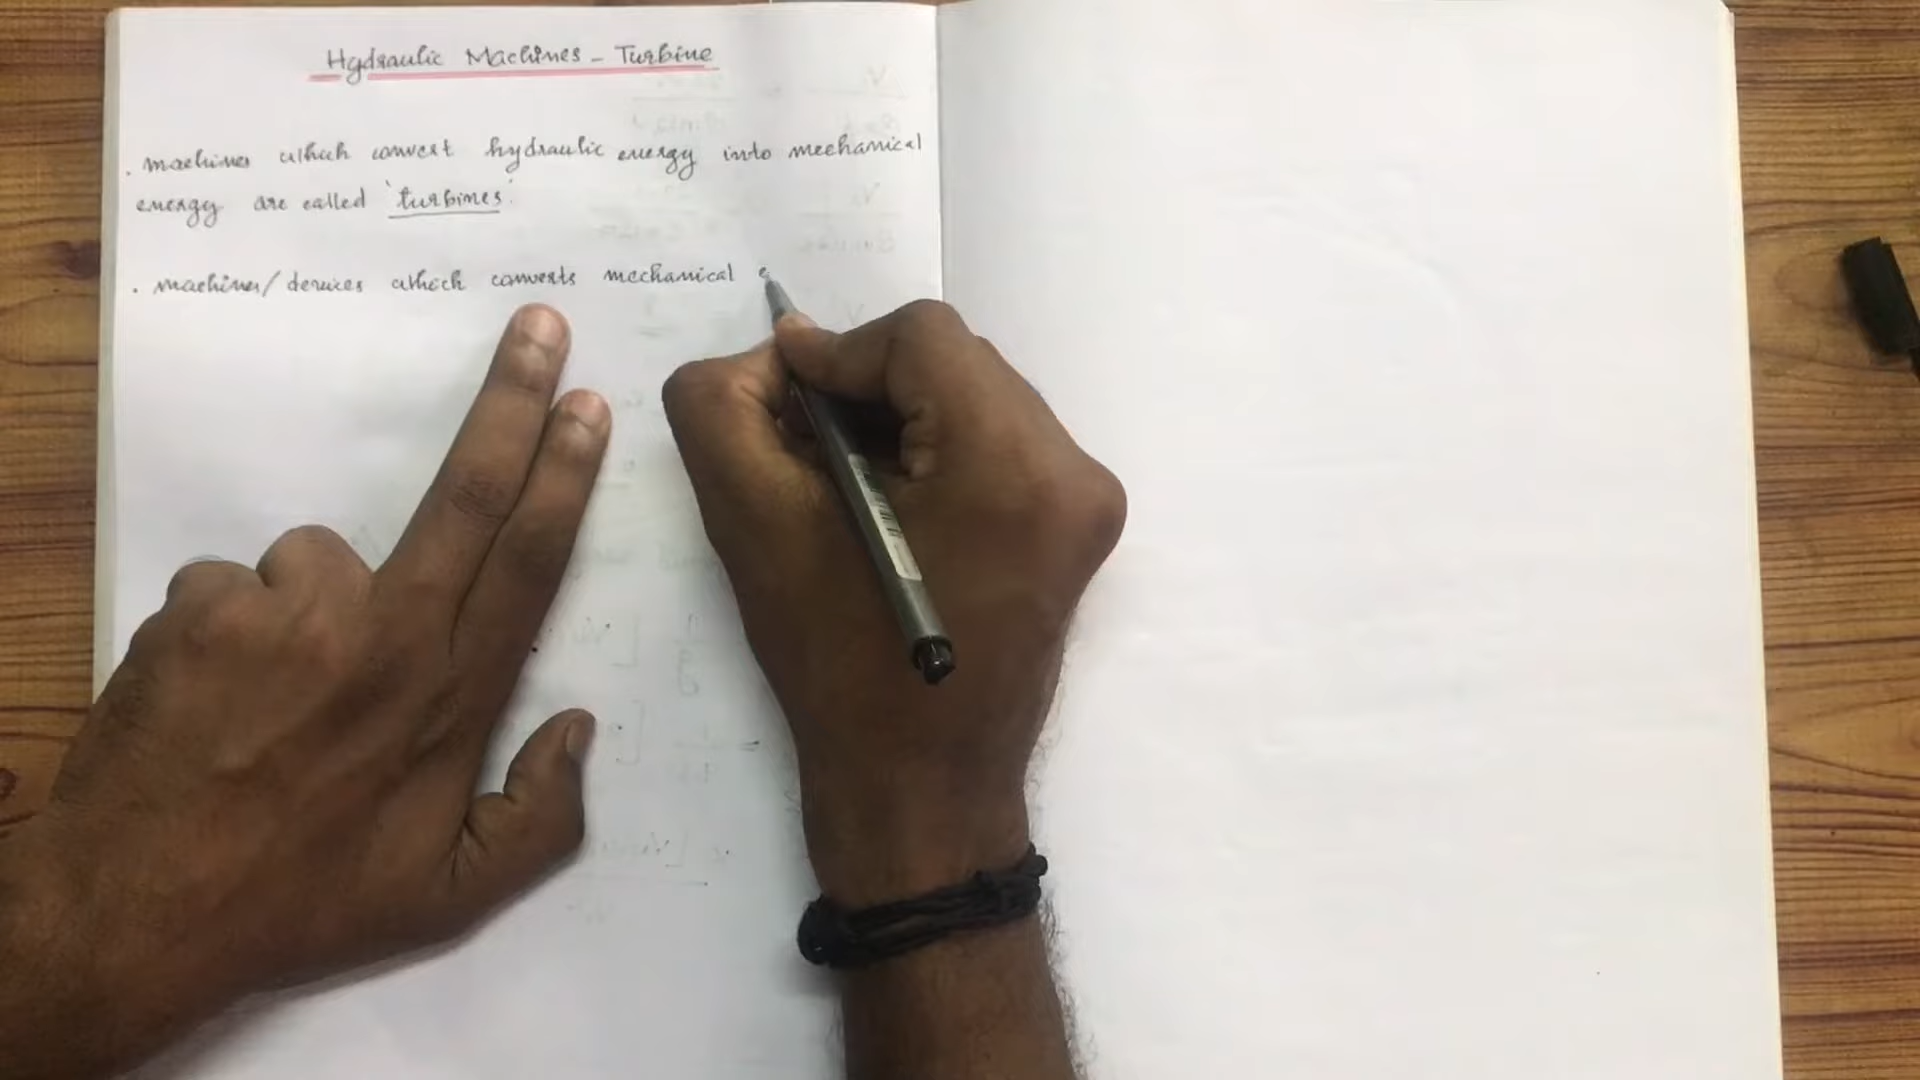 Hydraulic Machines - Turbine
. machines which convert hydraulic energy into mechanical
energy are called 'turbines'.
. machines/devices which converts mechanical e